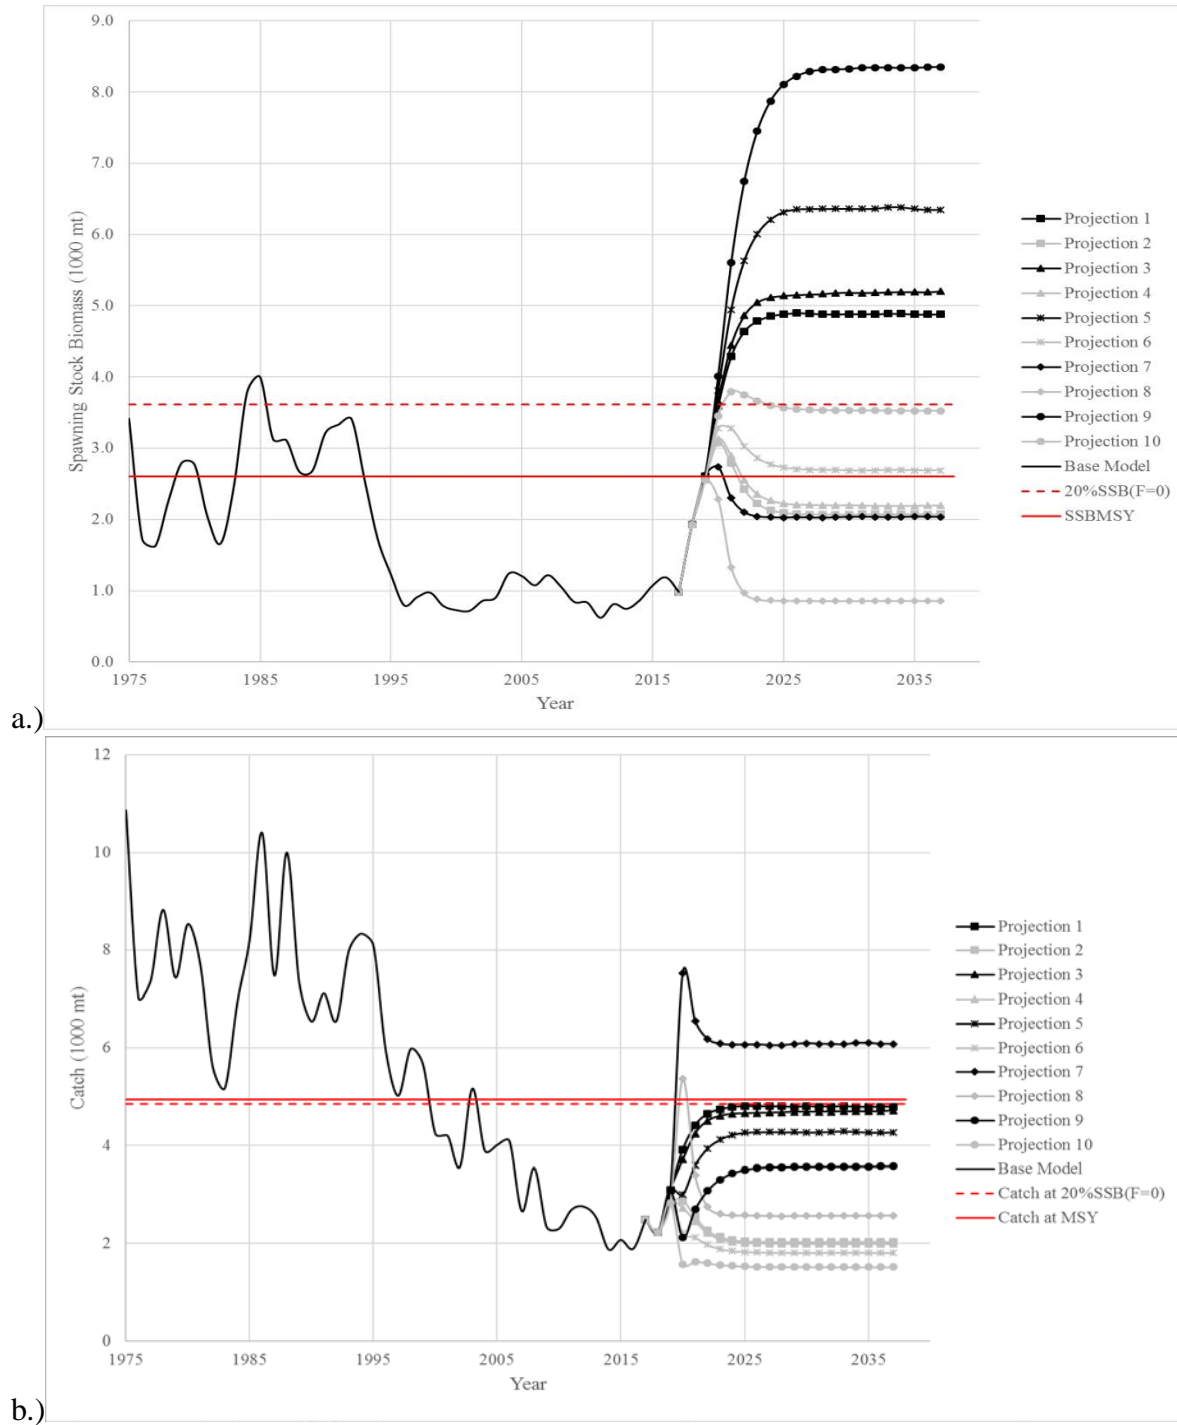 9.0
8.0
7.0
6.0
5.0
4.0
3.0
2.0
1.0
0.0
Spawning Stock Biomass (1000 mt)
1975
1985
1995
2005
2015
2025
2035
Year
Projection 1
Projection 2
Projection 3
Projection 4
Projection 5
Projection 6
Projection 7
Projection 8
Projection 9
Projection 10
Base Model
20%SSB(F=0)
SSBMSY
a.)
12
10
8
6
4
2
0
Catch (1000 mt)
1975
1985
1995
2005
2015
2025
2035
Year
Projection 1
Projection 2
Projection 3
Projection 4
Projection 5
Projection 6
Projection 7
Projection 8
Projection 9
Projection 10
Base Model
Catch at 20%SSB(F=0)
Catch at MSY
b.)